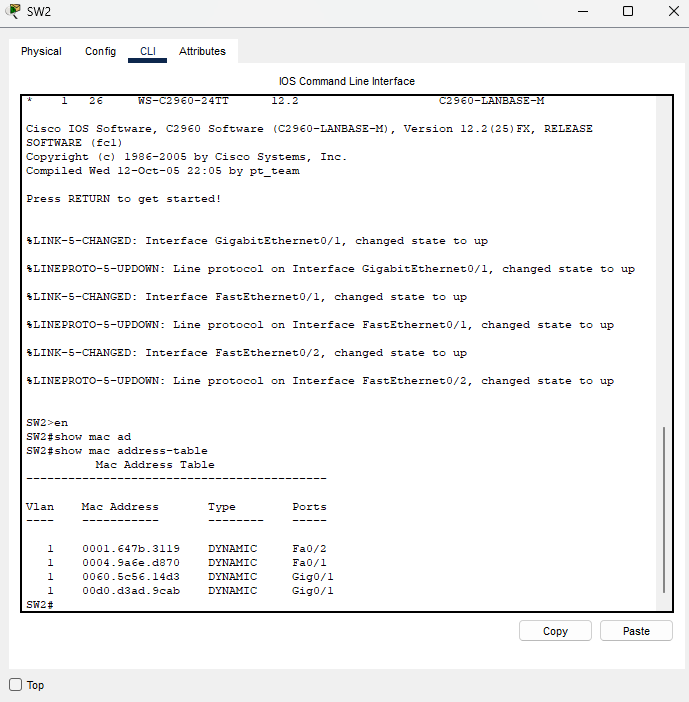 SW2
Physical Config CLI Attributes
IOS Command Line Interface
* 1 26 WS-C2960-24TT 12.2 C2960-LANBASE-M
Cisco IOS Software, C2960 Software (C2960-LANBASE-M), Version 12.2(25)FX, RELEASE
SOFTWARE (fc1)
Copyright (c) 1986-2005 by Cisco Systems, Inc.
Compiled Wed 12-Oct-05 22:05 by pt_team
Press RETURN to get started!
%LINK-5-CHANGED: Interface GigabitEthernet0/1, changed state to up
%LINEPROTO-5-UPDOWN: Line protocol on Interface GigabitEthernet0/1, changed state to up
%LINK-5-CHANGED: Interface FastEthernet0/1, changed state to up
%LINEPROTO-5-UPDOWN: Line protocol on Interface FastEthernet0/1, changed state to up
%LINK-5-CHANGED: Interface FastEthernet0/2, changed state to up
%LINEPROTO-5-UPDOWN: Line protocol on Interface FastEthernet0/2, changed state to up
SW2>en
SW2#show mac ad
SW2#show mac address-table
Mac Address Table
-------------------------------------------
Vlan Mac Address Type Ports
---- ----------- -------- -----
1 0001.647b.3119 DYNAMIC Fa0/2
1 0004.9a6e.d870 DYNAMIC Fa0/1
1 0060.5c56.14d3 DYNAMIC Gig0/1
1 00d0.d3ad.9cab DYNAMIC Gig0/1
SW2#
Copy Paste
Top